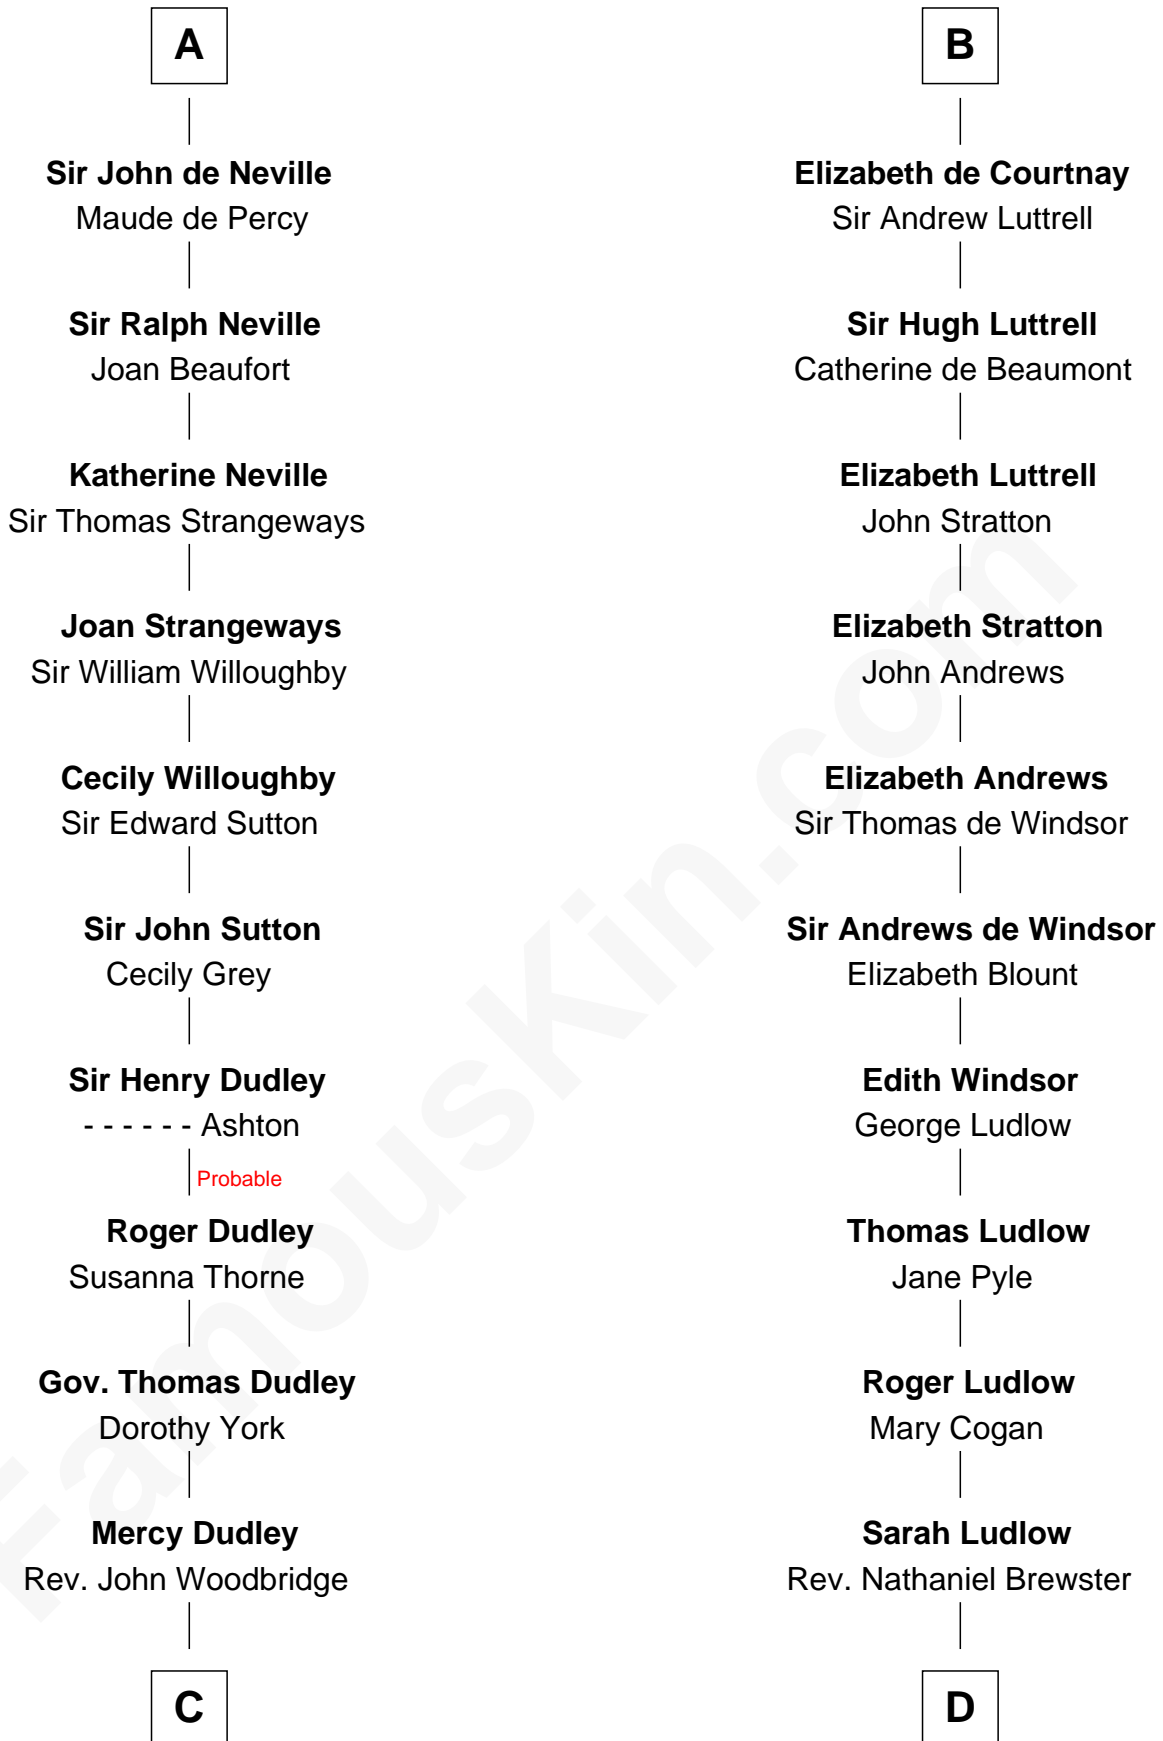 A
Sir John de Neville
Maude de Percy
Sir Ralph Neville
Joan Beaufort
Katherine Neville
Sir Thomas Strangeways
Joan Strangeways
Sir William Willoughby
Cecily Willoughby
Sir Edward Sutton
Sir John Sutton
Cecily Grey
Sir Henry Dudley
- - - - - - Ashton
Probable
Roger Dudley
Susanna Thorne
Gov. Thomas Dudley
Dorothy York
Mercy Dudley
Rev. John Woodbridge
C
B
Elizabeth de Courtnay
Sir Andrew Luttrell
Sir Hugh Luttrell
Catherine de Beaumont
Elizabeth Luttrell
John Stratton
Elizabeth Stratton
John Andrews
Elizabeth Andrews
Sir Thomas de Windsor
Sir Andrews de Windsor
Elizabeth Blount
Edith Windsor
George Ludlow
Thomas Ludlow
Jane Pyle
Roger Ludlow
Mary Cogan
Sarah Ludlow
Rev. Nathaniel Brewster
D
FamousKin.com